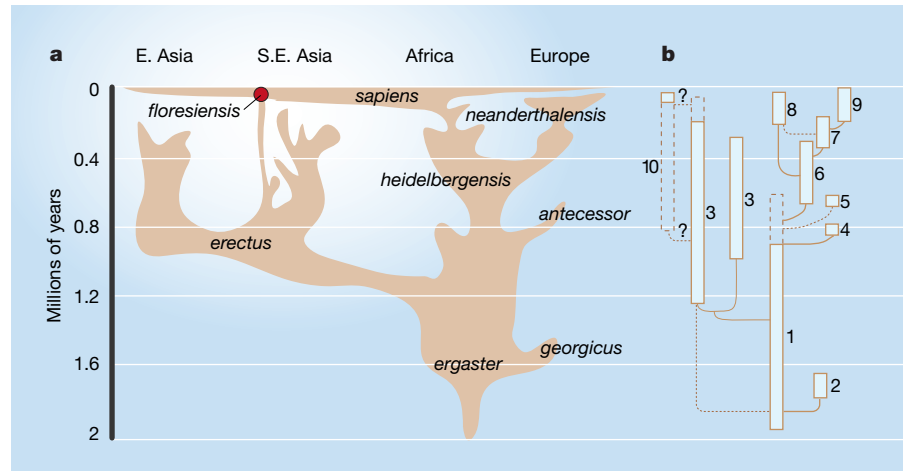 a
E. Asia
S.E. Asia
Africa
Europe
b
Millions of years
0
0.4
0.8
1.2
1.6
2
floresiensis
sapiens
neanderthalensis
heidelbergensis
antecessor
erectus
georgicus
ergaster
?
8
9
7
10
6
3
3
5
?
4
1
2